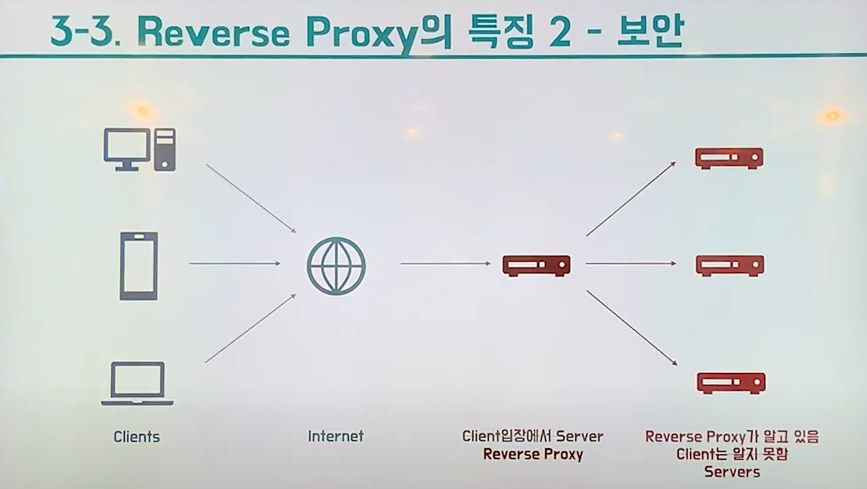 3-3. Reverse Proxy의 특징 2 - 보안
Clients
Internet
Client입장에서 Server
Reverse Proxy
Reverse Proxy가 알고 있음
Client는 알지 못함
Servers